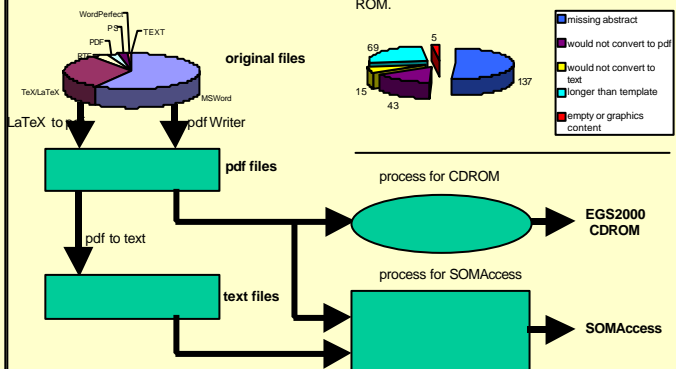 WordPerfect
PS
TEXT
PDF
RTF
original files
TeX/LaTeX
MSWord
LaTeX to
pdf Writer
pdf files
pdf to text
text files
ROM.
5
69
137
15
43
missing abstract
would not convert to pdf
would not convert to
text
longer than template
empty or graphics
content
process for CDROM
EGS2000
CDROM
process for SOMAccess
SOMAccess